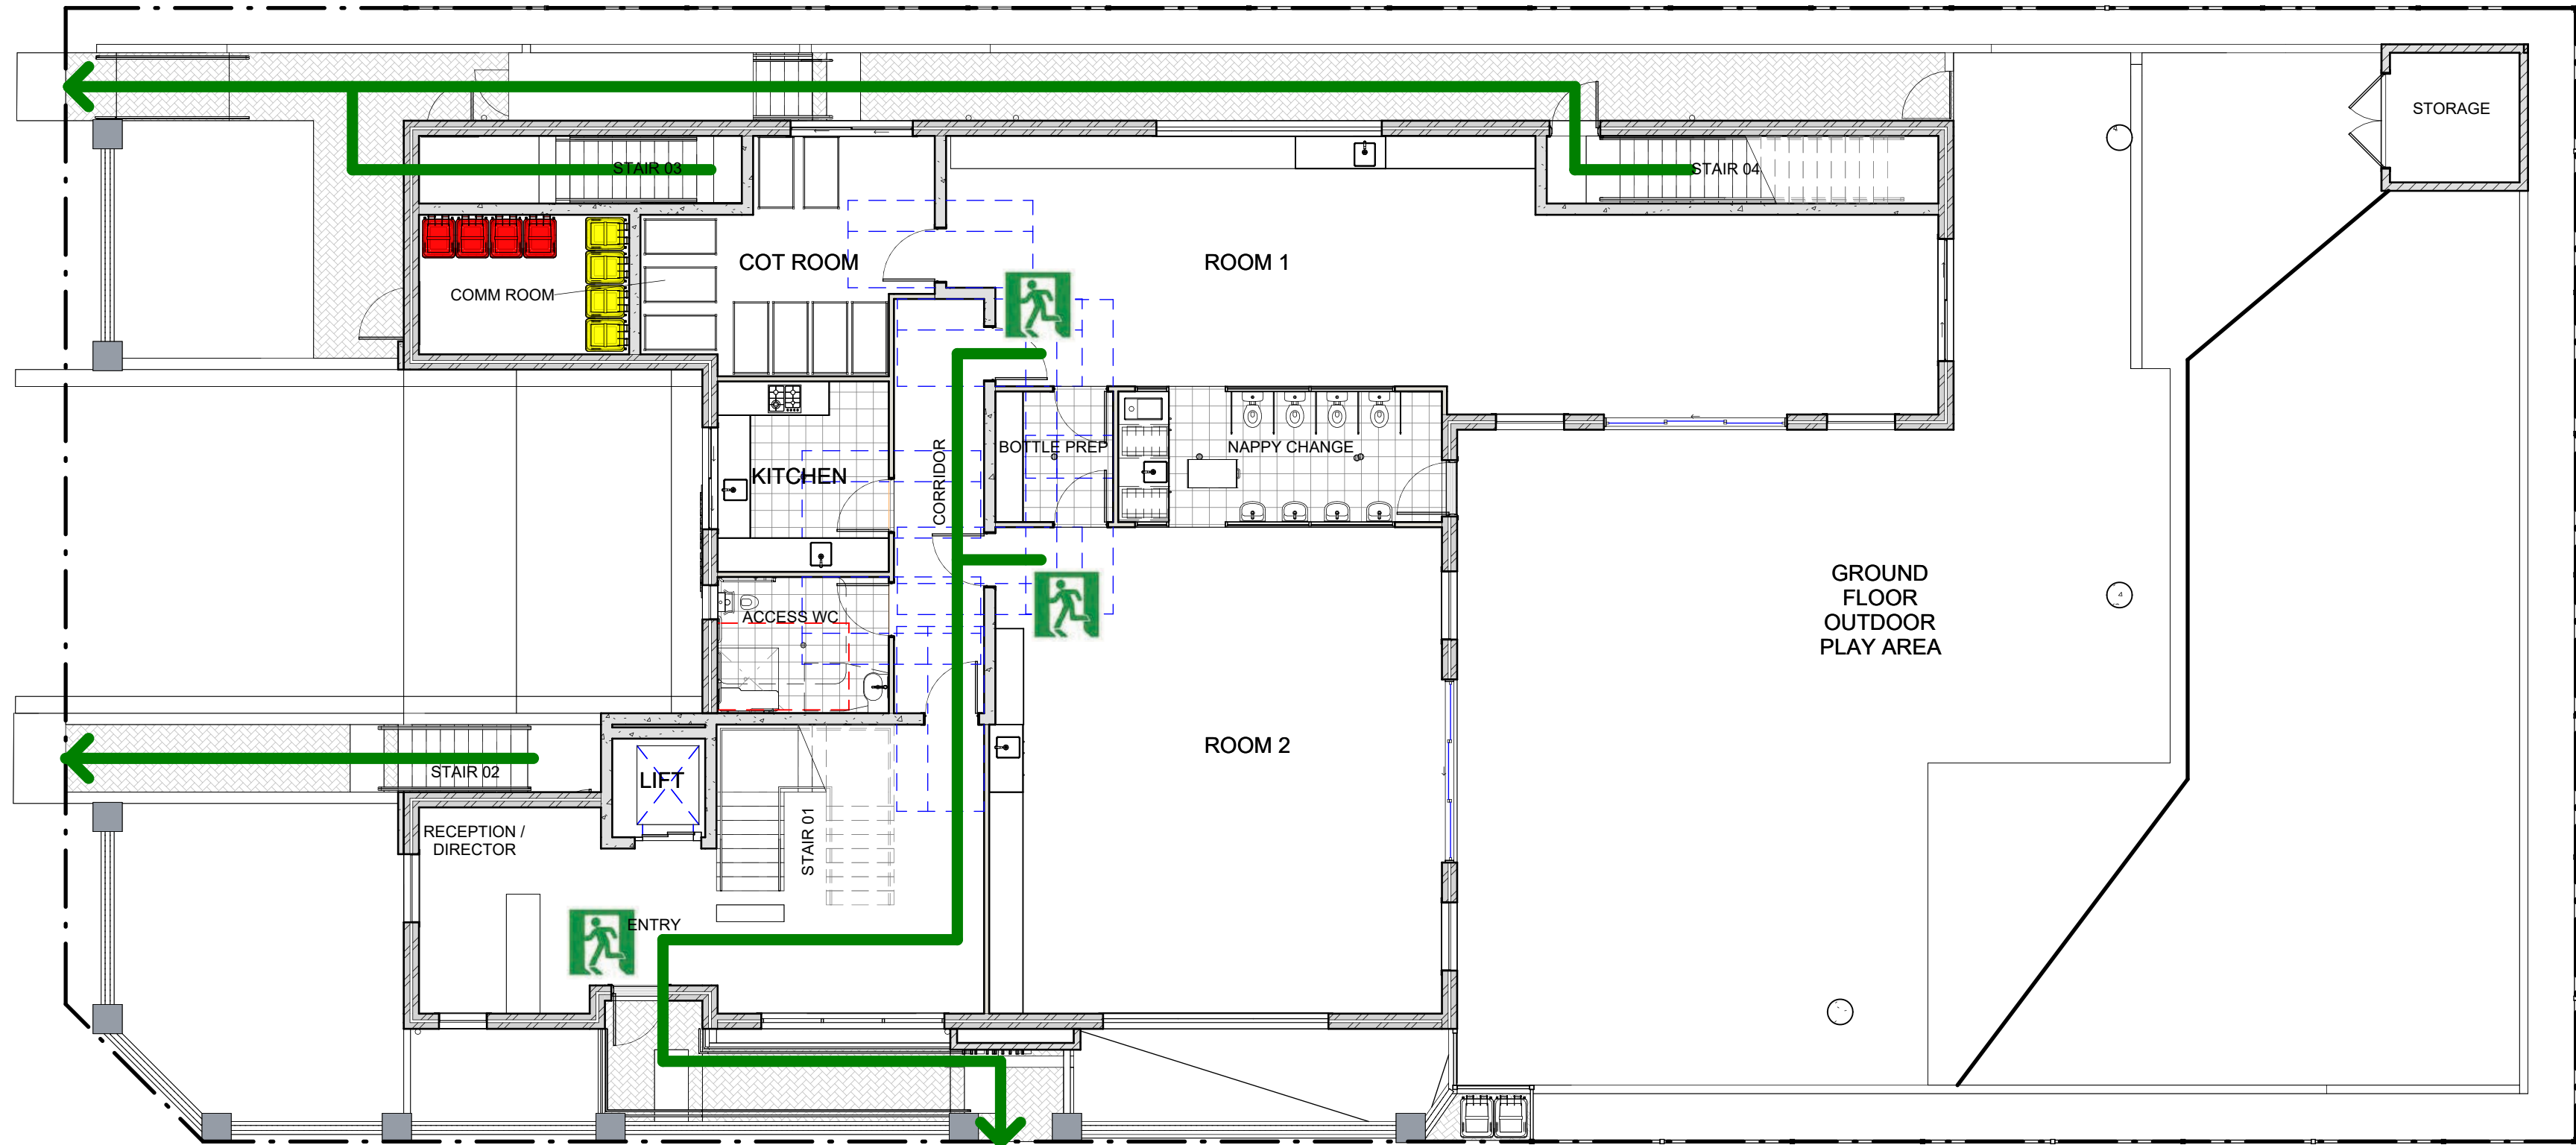 STORAGE
STAIR 03
STAIR 04
COT ROOM
ROOM 1
COMM ROOM
CORRIDOR
BOTTLE PREP
NAPPY CHANGE
KITCHEN
GROUND
FLOOR
OUTDOOR
PLAY AREA
ACCESS WC
ROOM 2
STAIR 02
LIFT
STAIR 01
RECEPTION /
DIRECTOR
ENTRY